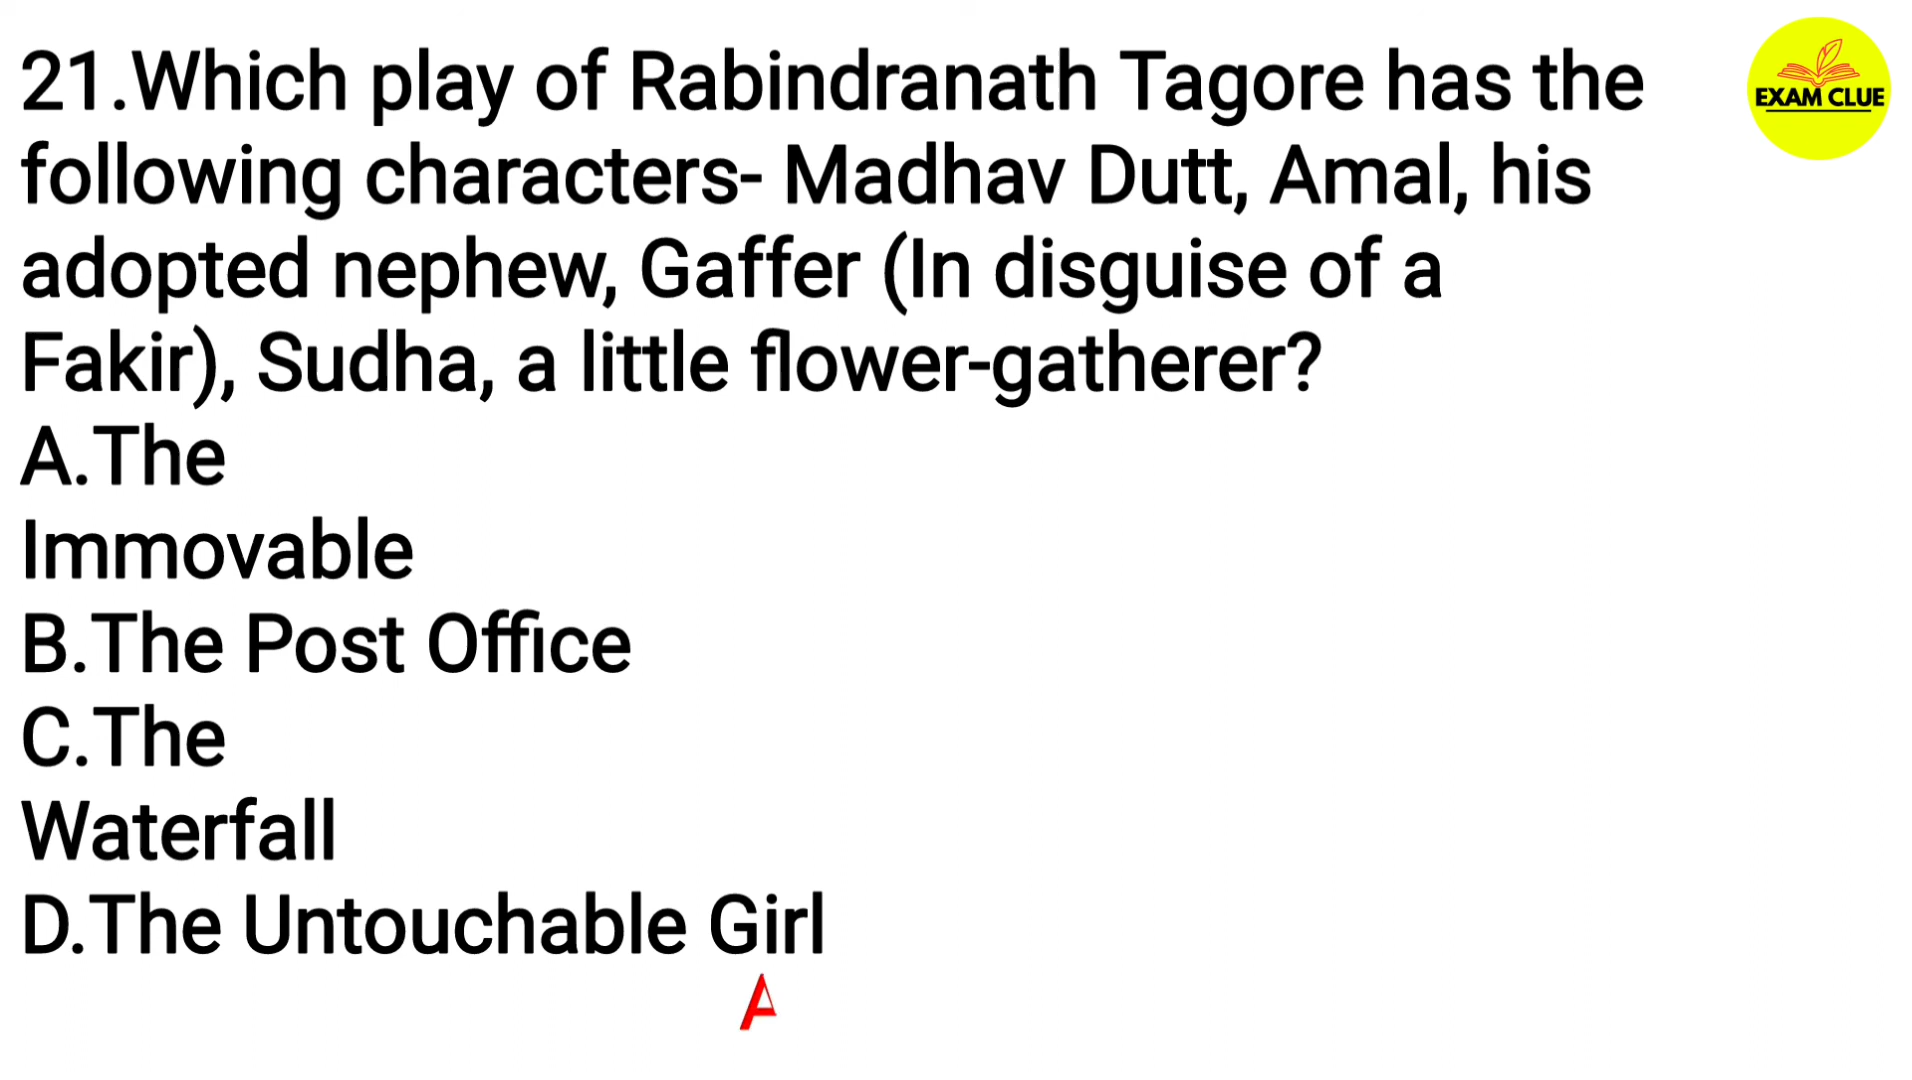 21.Which play of Rabindranath Tagore has the
following characters- Madhav Dutt, Amal, his
adopted nephew, Gaffer (In disguise of a
Fakir), Sudha, a little flower-gatherer?
A.The
Immovable
B.The Post Office
C.The
Waterfall
D.The Untouchable Girl
A
EXAM CLUE